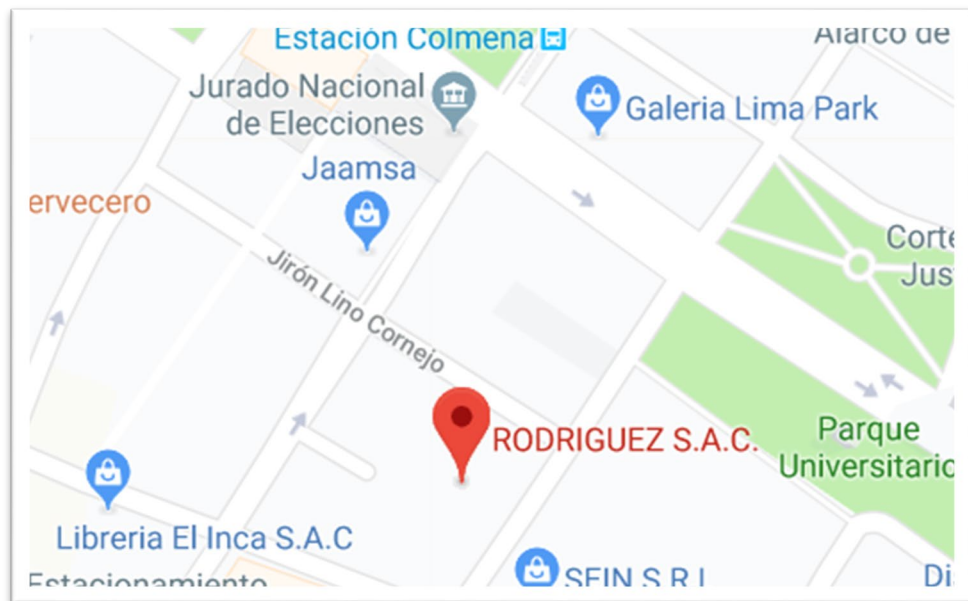 Estación Colmena
Alarco de
Jurado Nacional
de Elecciones
Galeria Lima Park
Jaamsa
ervecero
Corte
Jus
Jirón Lino Cornejo
RODRIGUEZ S.A.C.
Parque
Universitario
Libreria El Inca S.A.C
Estacionamiento
SEIN S R L
Di